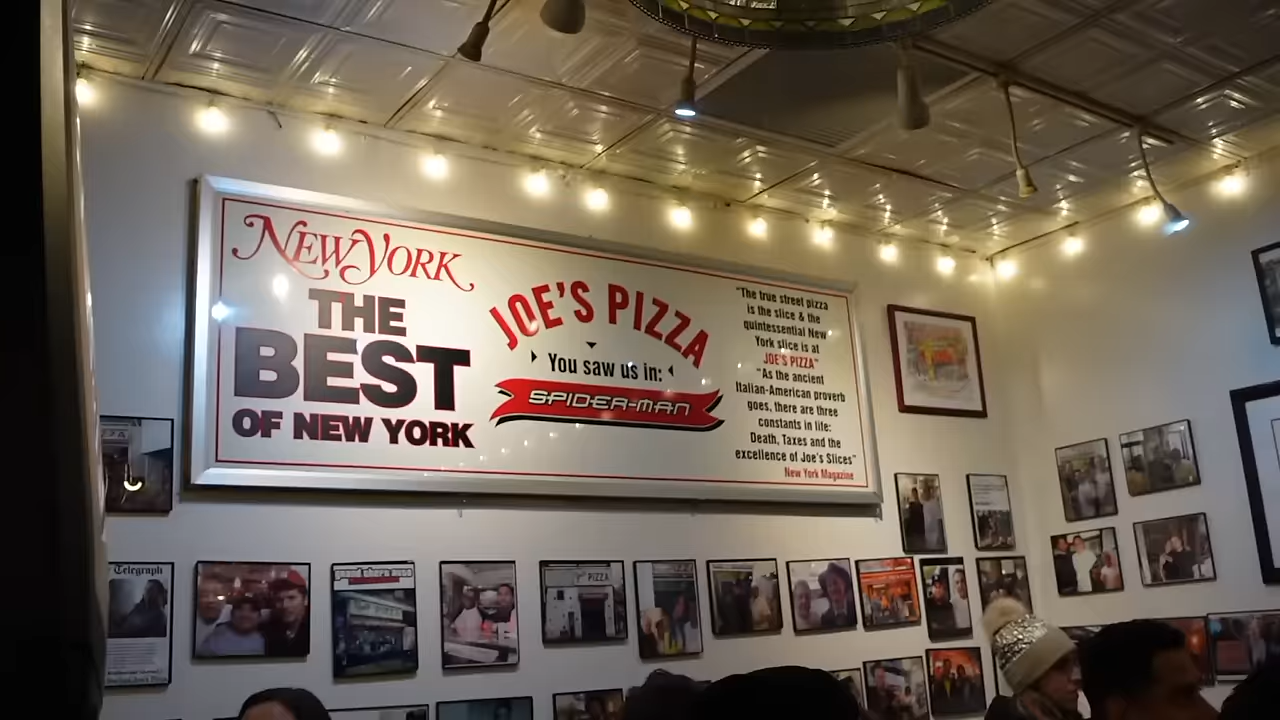 NEW YORK
THE
BEST
OF NEW YORK
JOE'S PIZZA
You saw us in:
SPIDER-MAN
"The true street pizza
is the slice & the
quintessential New
York slice is at
JOE'S PIZZA"
"As the ancient
Italian-American proverb
goes, there are three
constants in life:
Death, Taxes and the
excellence of Joe's Slices"
New York Magazine
Telegraph
PIZZA